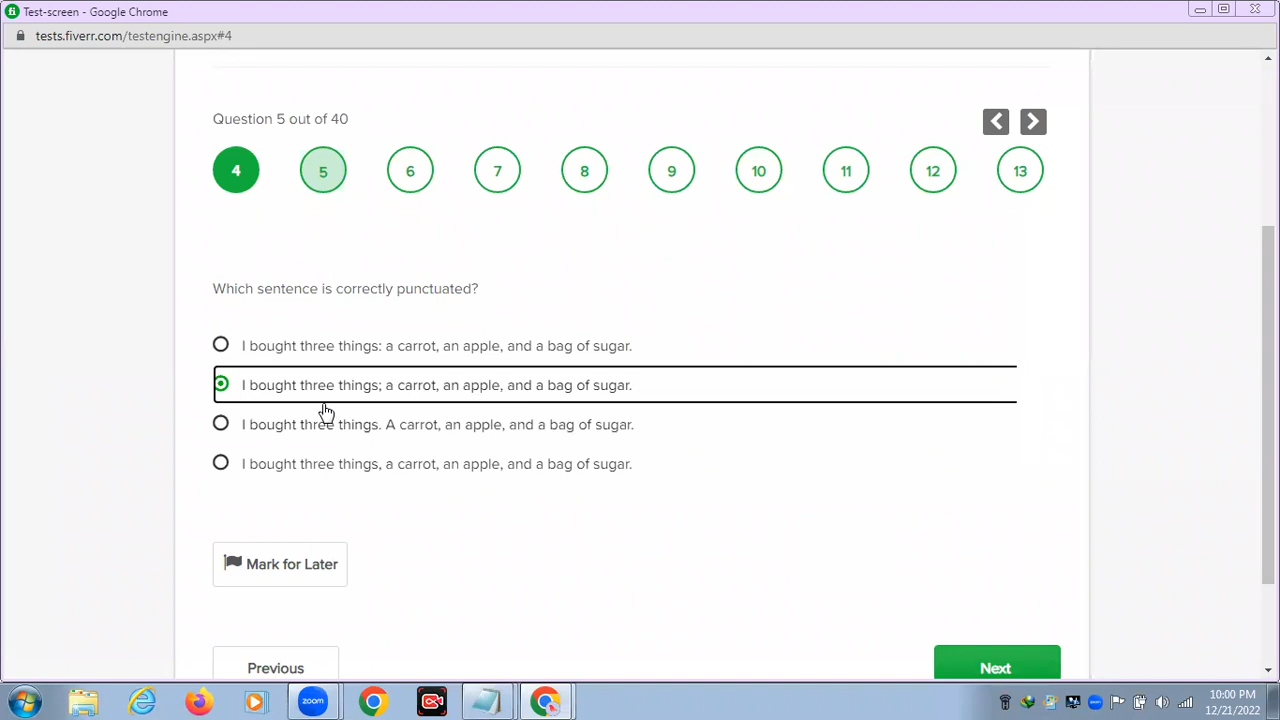 fi Test-screen - Google Chrome
tests.fiverr.com/testengine.aspx#4
Question 5 out of 40
4 5 6 7 8 9 10 11 12 13
Which sentence is correctly punctuated?
I bought three things: a carrot, an apple, and a bag of sugar.
I bought three things; a carrot, an apple, and a bag of sugar.
I bought three things. A carrot, an apple, and a bag of sugar.
I bought three things, a carrot, an apple, and a bag of sugar.
Mark for Later
Previous Next
zoom
10:00 PM
12/21/2022